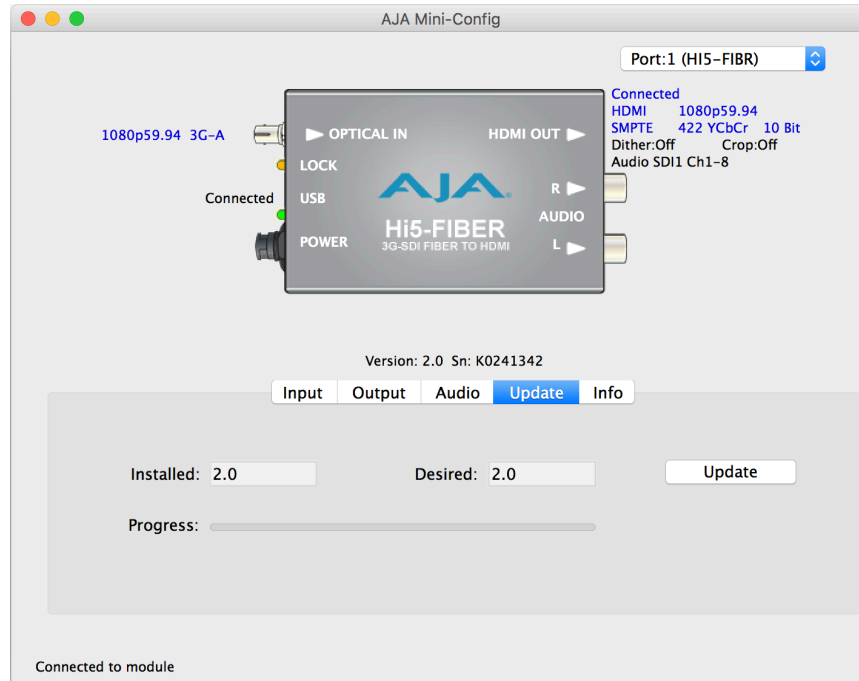 AJA Mini-Config
Port:1 (HI5-FIBR)
Connected
HDMI 1080p59.94
SMPTE 422 YCbCr 10 Bit
Dither:Off Crop:Off
Audio SDI1 Ch1-8
1080p59.94 3G-A
OPTICAL IN
HDMI OUT
LOCK
Connected
USB
POWER
AJA
R
AUDIO
L
Hi5-FIBER
3G-SDI FIBER TO HDMI
Version: 2.0 Sn: K0241342
Input Output Audio Update Info
Installed: 2.0 Desired: 2.0 Update
Progress:
Connected to module